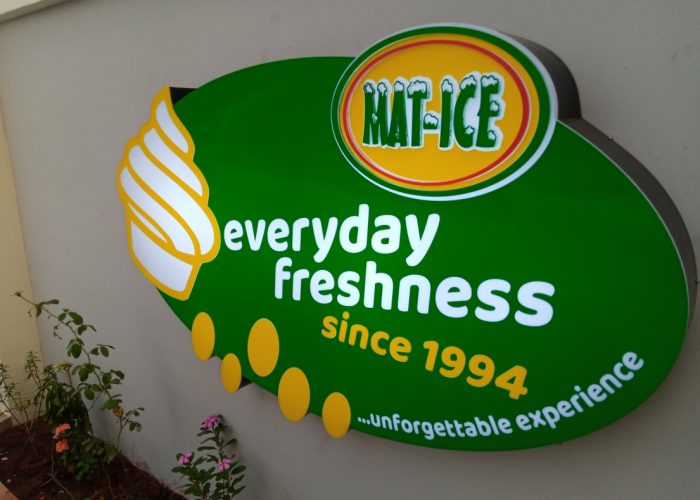 MAT-ICE
everyday
freshness
since 1994
...unforgettable experience